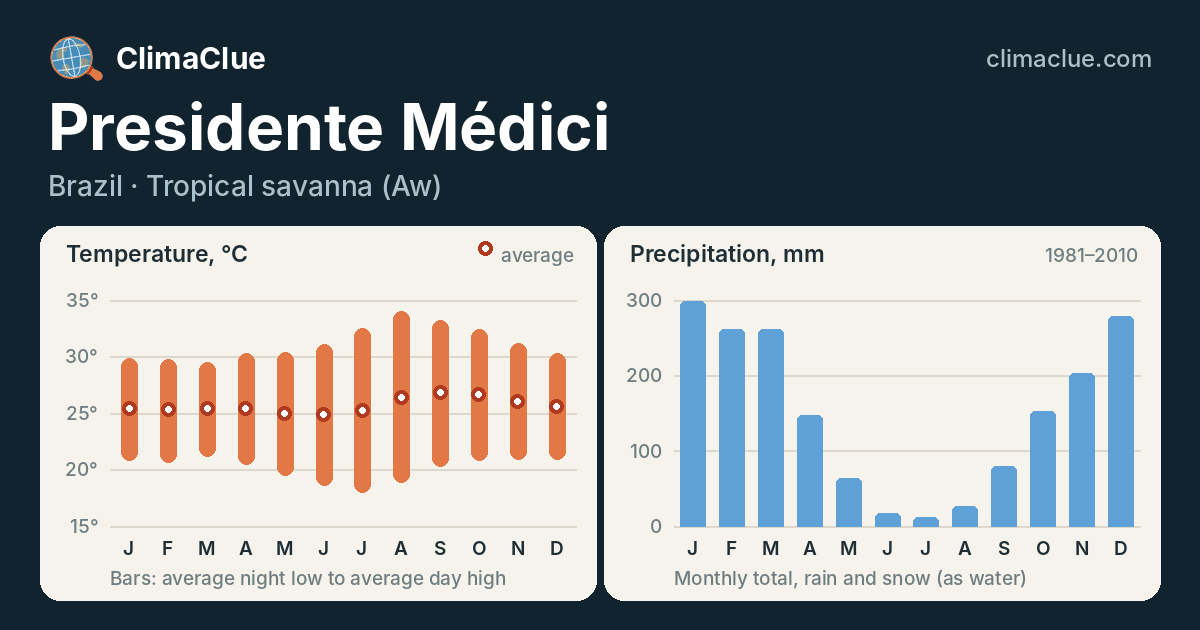 ClimaClue
climaclue.com
Presidente Médici
Brazil · Tropical savanna (Aw)
Temperature, °C
average
35°
30°
25°
20°
15°
J F M A M J J A S O N D
Bars: average night low to average day high
Precipitation, mm
1981–2010
300
200
100
0
J F M A M J J A S O N D
Monthly total, rain and snow (as water)